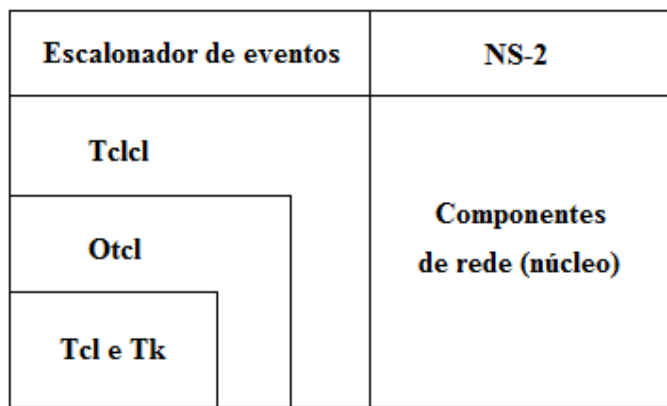 Escalonador de eventos
NS-2
Tclcl
Otcl
Tcl e Tk
Componentes
de rede (núcleo)